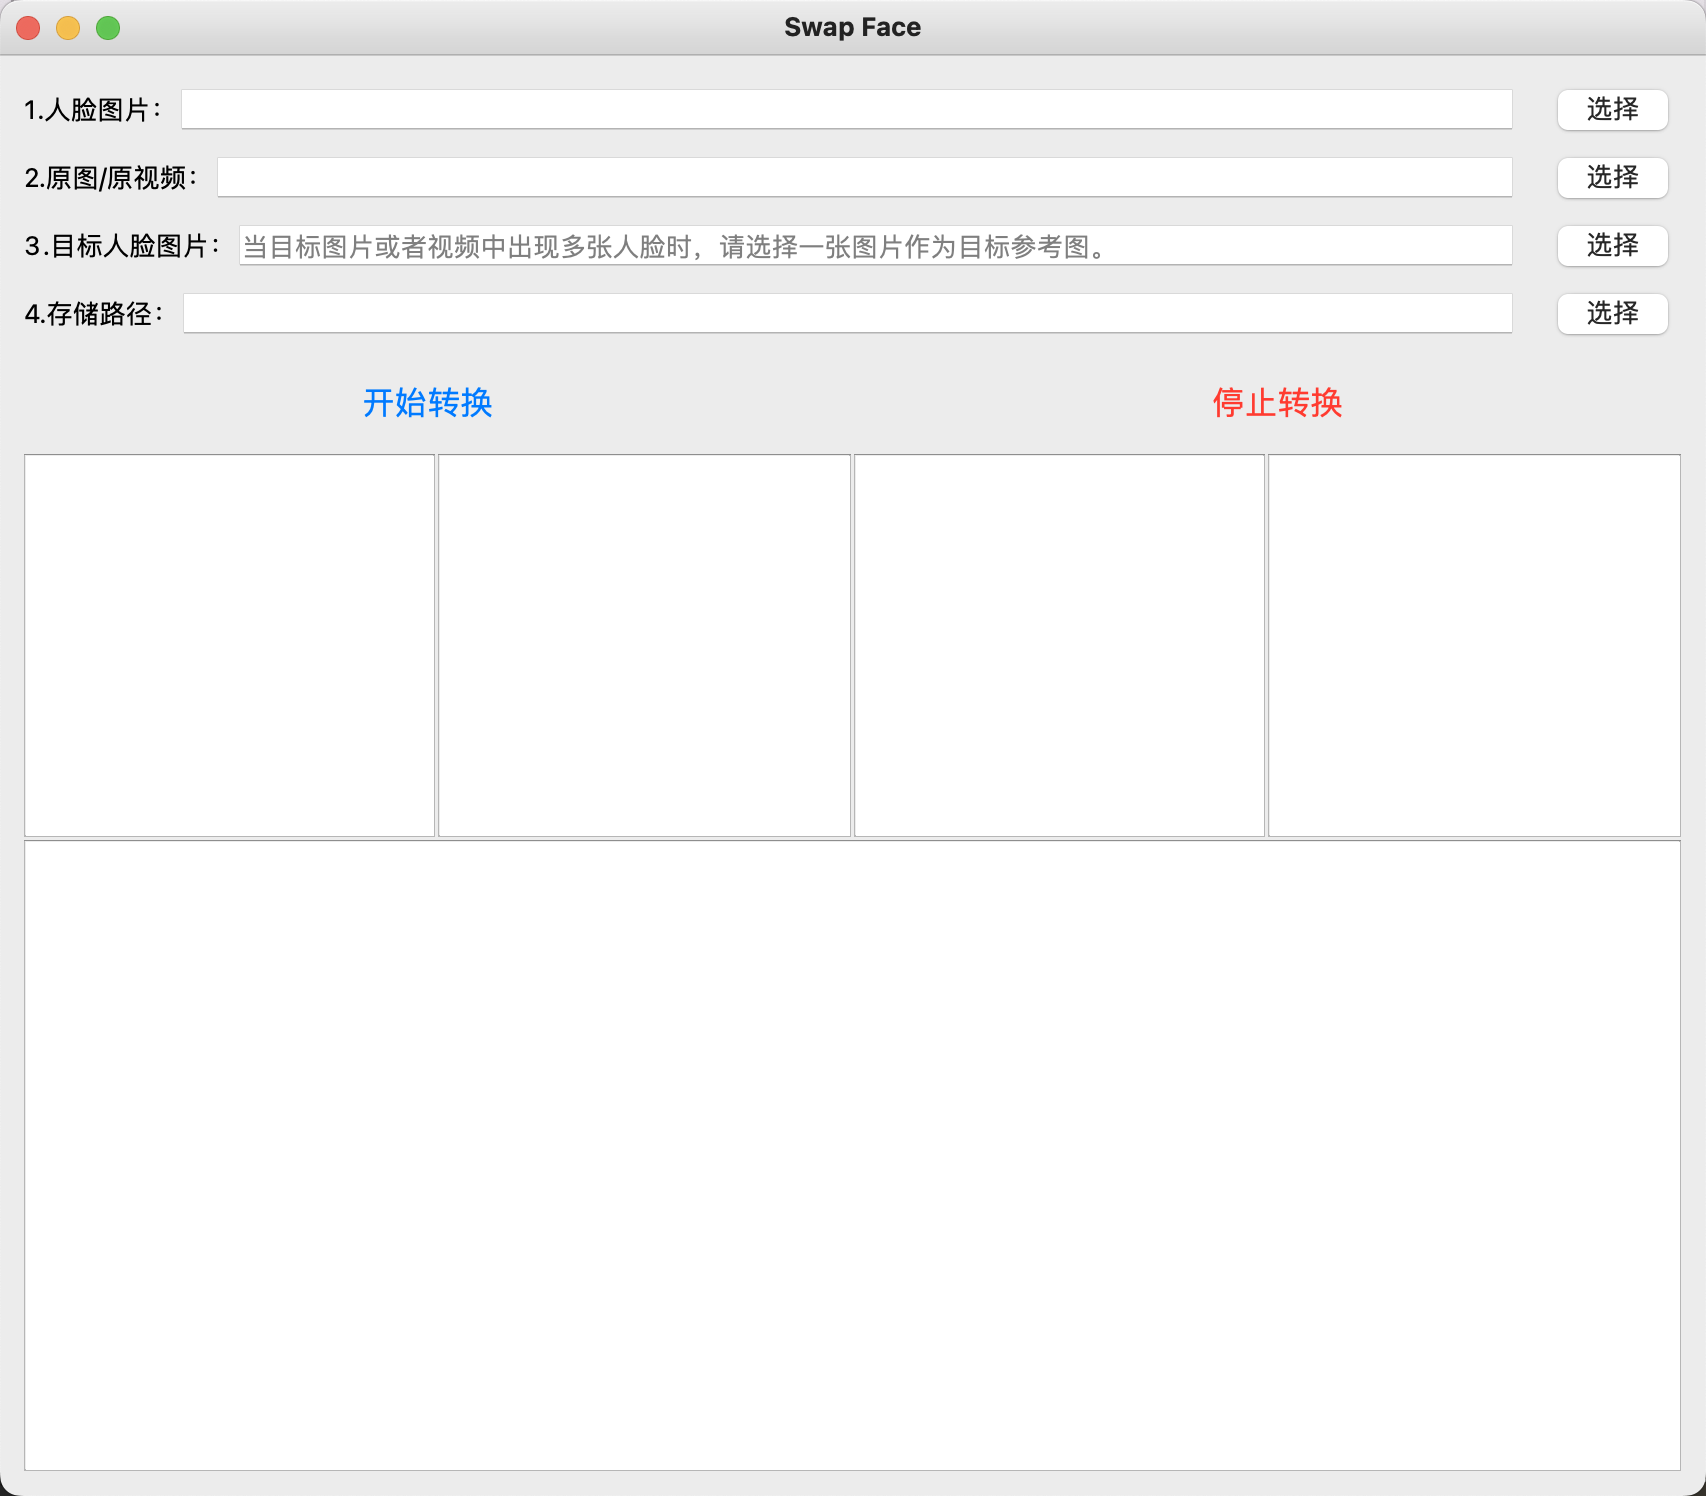 Swap Face
1.人脸图片： 选择
2.原图/原视频： 选择
3.目标人脸图片： 当目标图片或者视频中出现多张人脸时，请选择一张图片作为目标参考图。 选择
4.存储路径： 选择
开始转换 停止转换